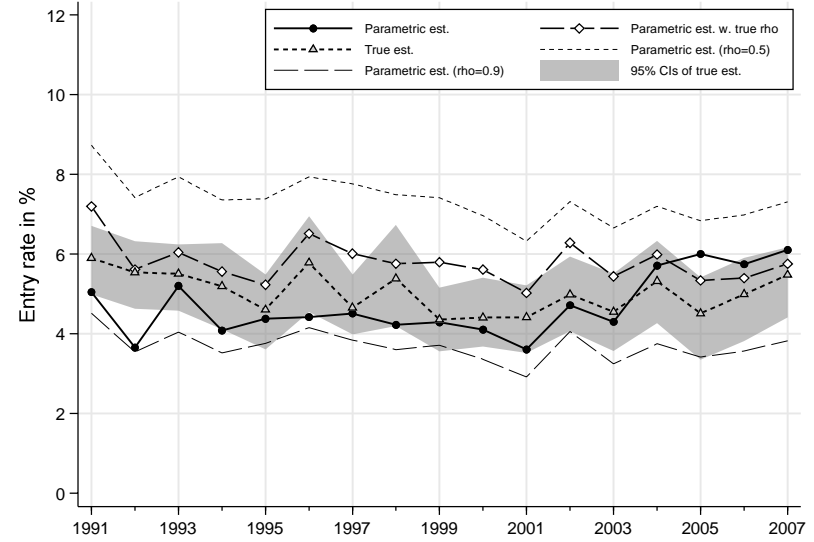 12
10
8
6
4
2
0
Entry rate in %
Parametric est.
True est.
Parametric est. (rho=0.9)
Parametric est. w. true rho
Parametric est. (rho=0.5)
95% CIs of true est.
1991 1993 1995 1997 1999 2001 2003 2005 2007